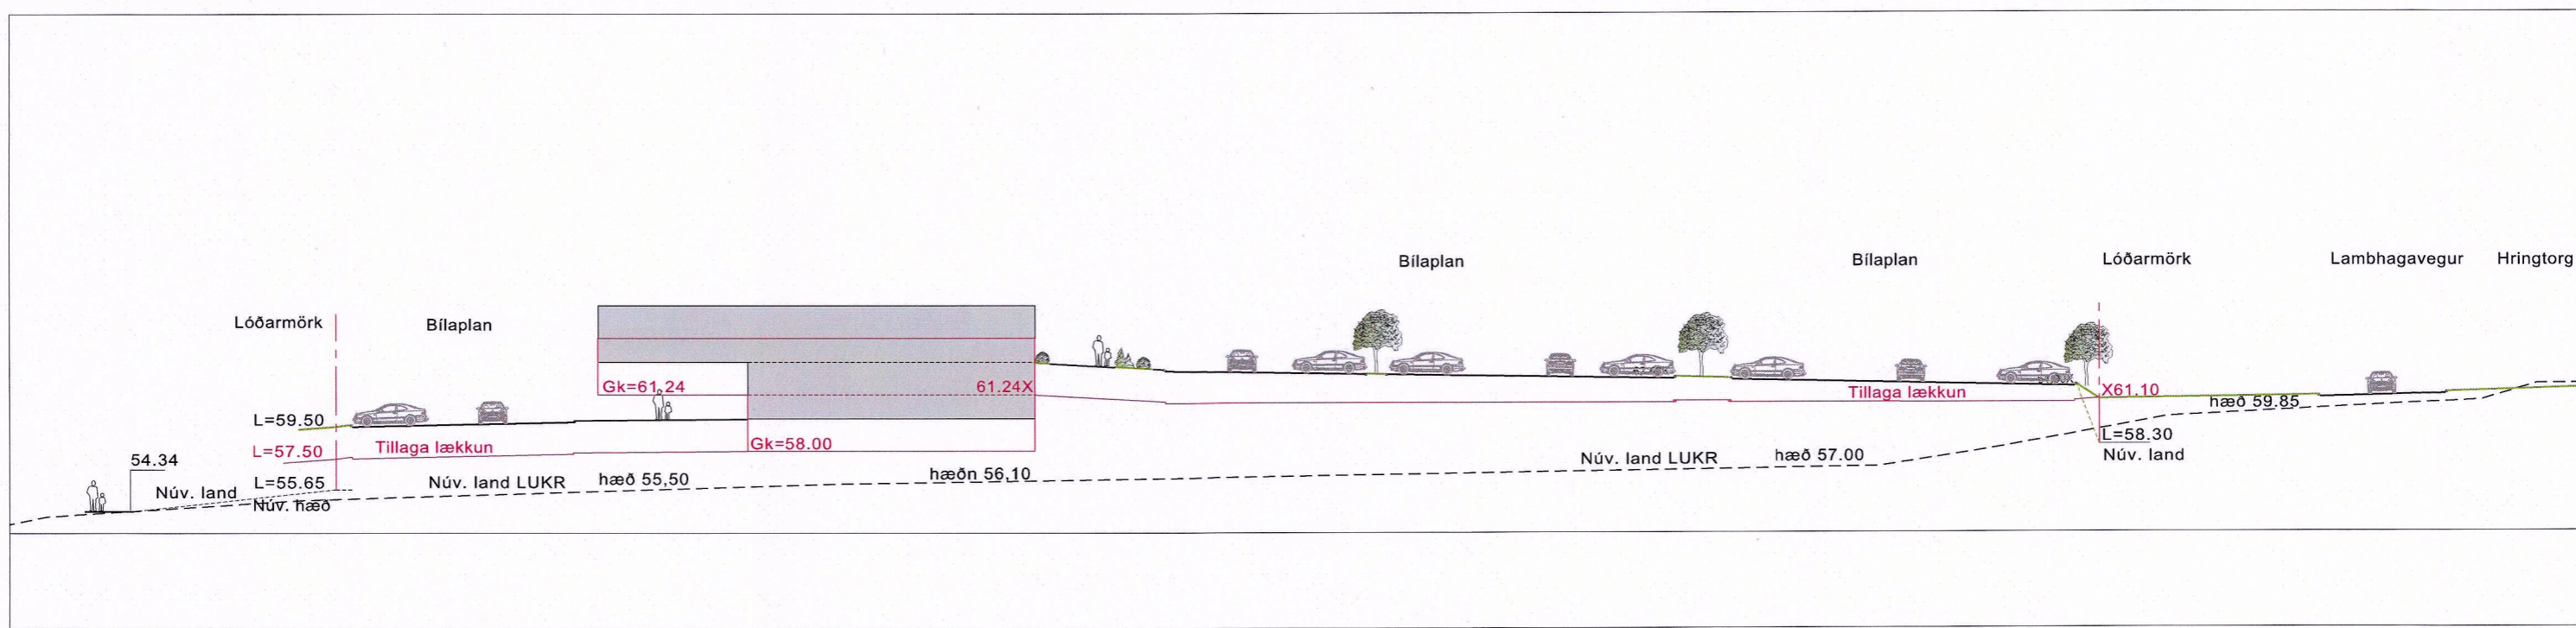 Bílaplan
Bílaplan
Lóðarmörk
Lambhagavegur
Hringtorg
Lóðarmörk
Bílaplan
Gk=61.24
61.24X
Tillaga lækkun
X61.10
hæð 59.85
L=59.50
L=57.50
Tillaga lækkun
Gk=58.00
L=58.30
Núv. land
54.34
Núv. land
L=55.65
Núv. hæð
Núv. land LUKR
hæð 55,50
hæðn 56,10
Núv. land LUKR
hæð 57.00